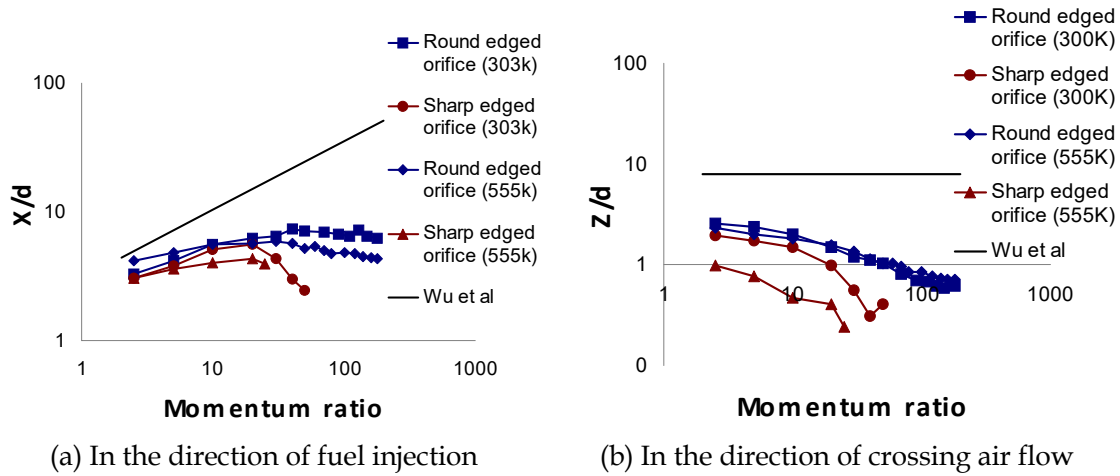 X/d
100
10
1
1
10
100
1000
Momentum ratio
Round edged
orifice (303k)
Sharp edged
orifice (303k)
Round edged
orifice (555k)
Sharp edged
orifice (555k)
Wu et al
(a) In the direction of fuel injection
Z/d
100
10
1
0
1
10
100
1000
Momentum ratio
Round edged
orifice (300K)
Sharp edged
orifice (300K)
Round edged
orifice (555K)
Sharp edged
orifice (555K)
Wu et al
(b) In the direction of crossing air flow